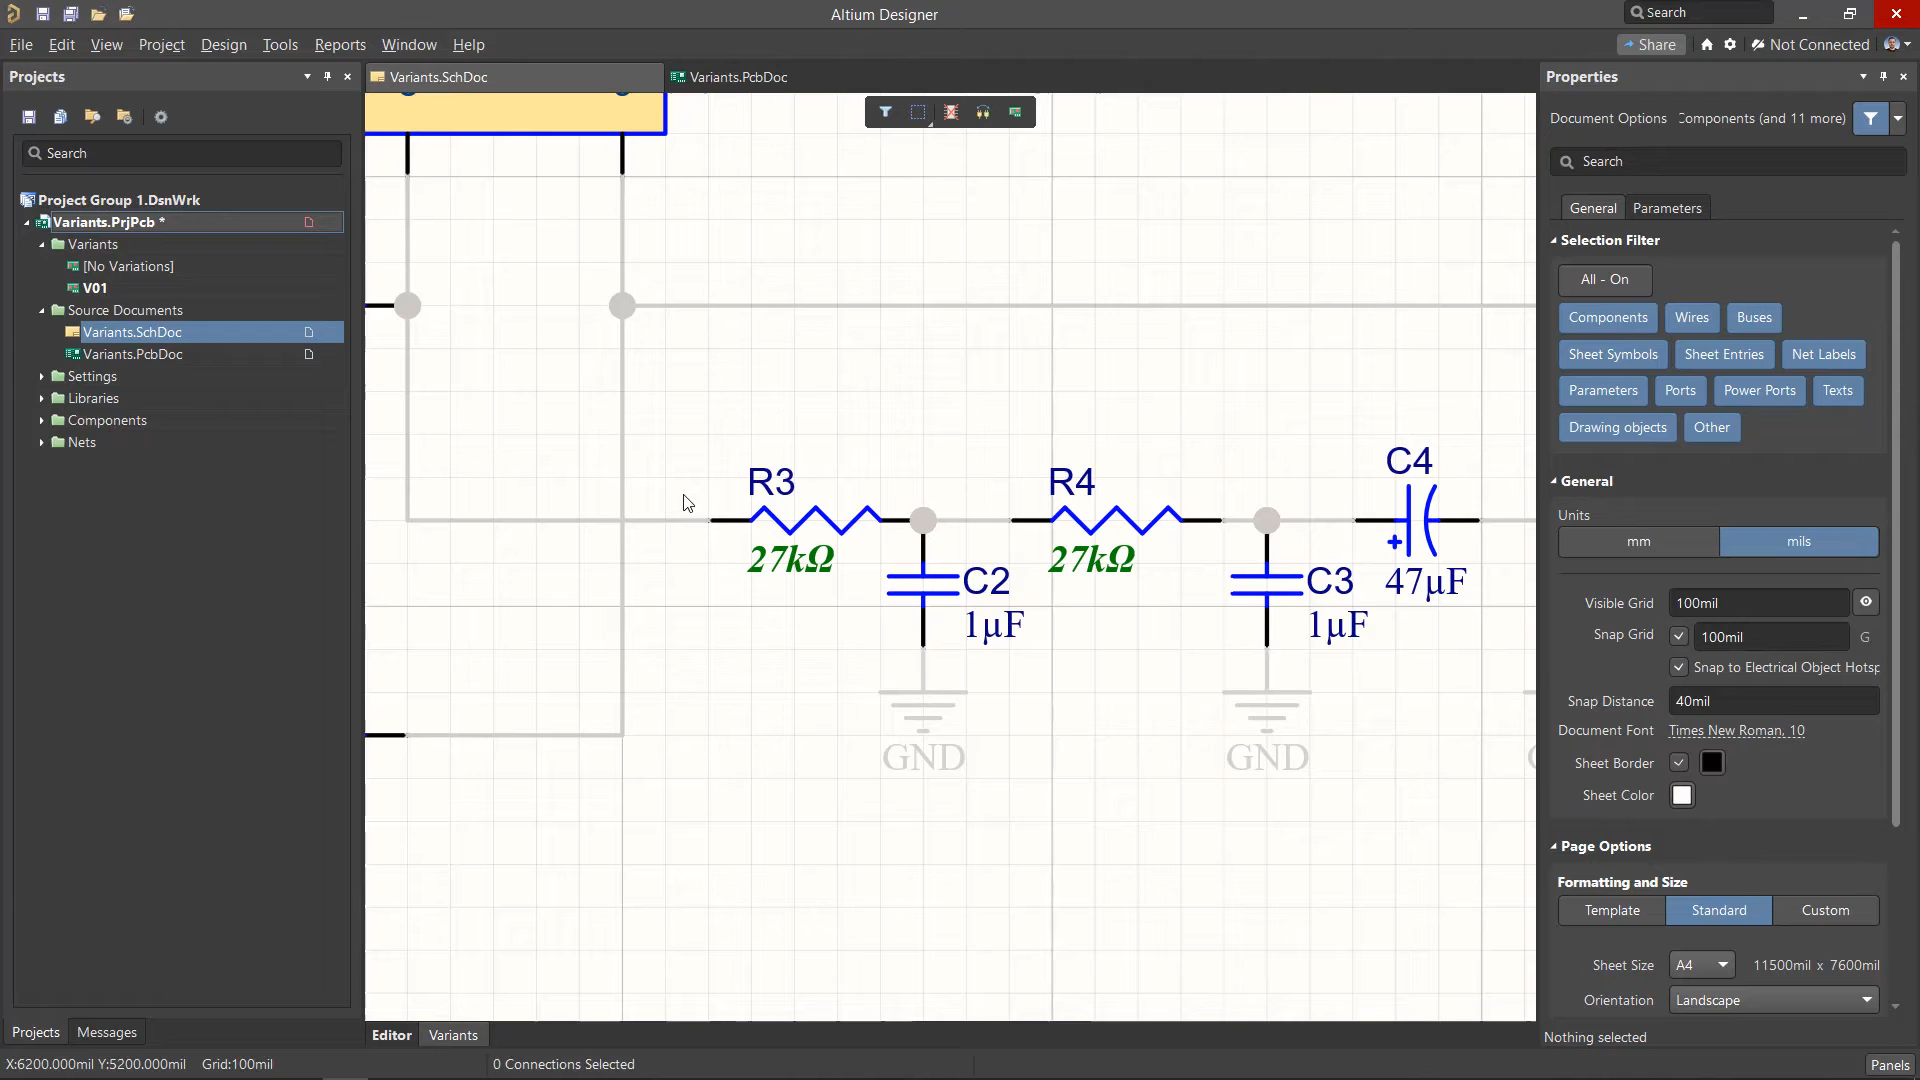 Altium Designer
Search
File Edit View Project Design Tools Reports Window Help
Share Not Connected
Projects
Variants.SchDoc
Variants.PcbDoc
Properties
Document Options Components (and 11 more)
Search
Search
General Parameters
Project Group 1.DsnWrk
Variants.PrjPcb *
Variants
[No Variations]
V01
Source Documents
Variants.SchDoc
Variants.PcbDoc
Settings
Libraries
Components
Nets
R3
27kΩ
C2
1µF
GND
R4
27kΩ
C3
1µF
GND
C4
+
47µF
Selection Filter
All - On
Components Wires Buses
Sheet Symbols Sheet Entries Net Labels
Parameters Ports Power Ports Texts
Drawing objects Other
General
Units
mm mils
Visible Grid 100mil
Snap Grid 100mil G
Snap to Electrical Object Hotsp
Snap Distance 40mil
Document Font Times New Roman, 10
Sheet Border
Sheet Color
Page Options
Formatting and Size
Template Standard Custom
Sheet Size A4 11500mil x 7600mil
Orientation Landscape
Nothing selected
Projects Messages
Editor Variants
X:6200.000mil Y:5200.000mil Grid:100mil
0 Connections Selected
Panels